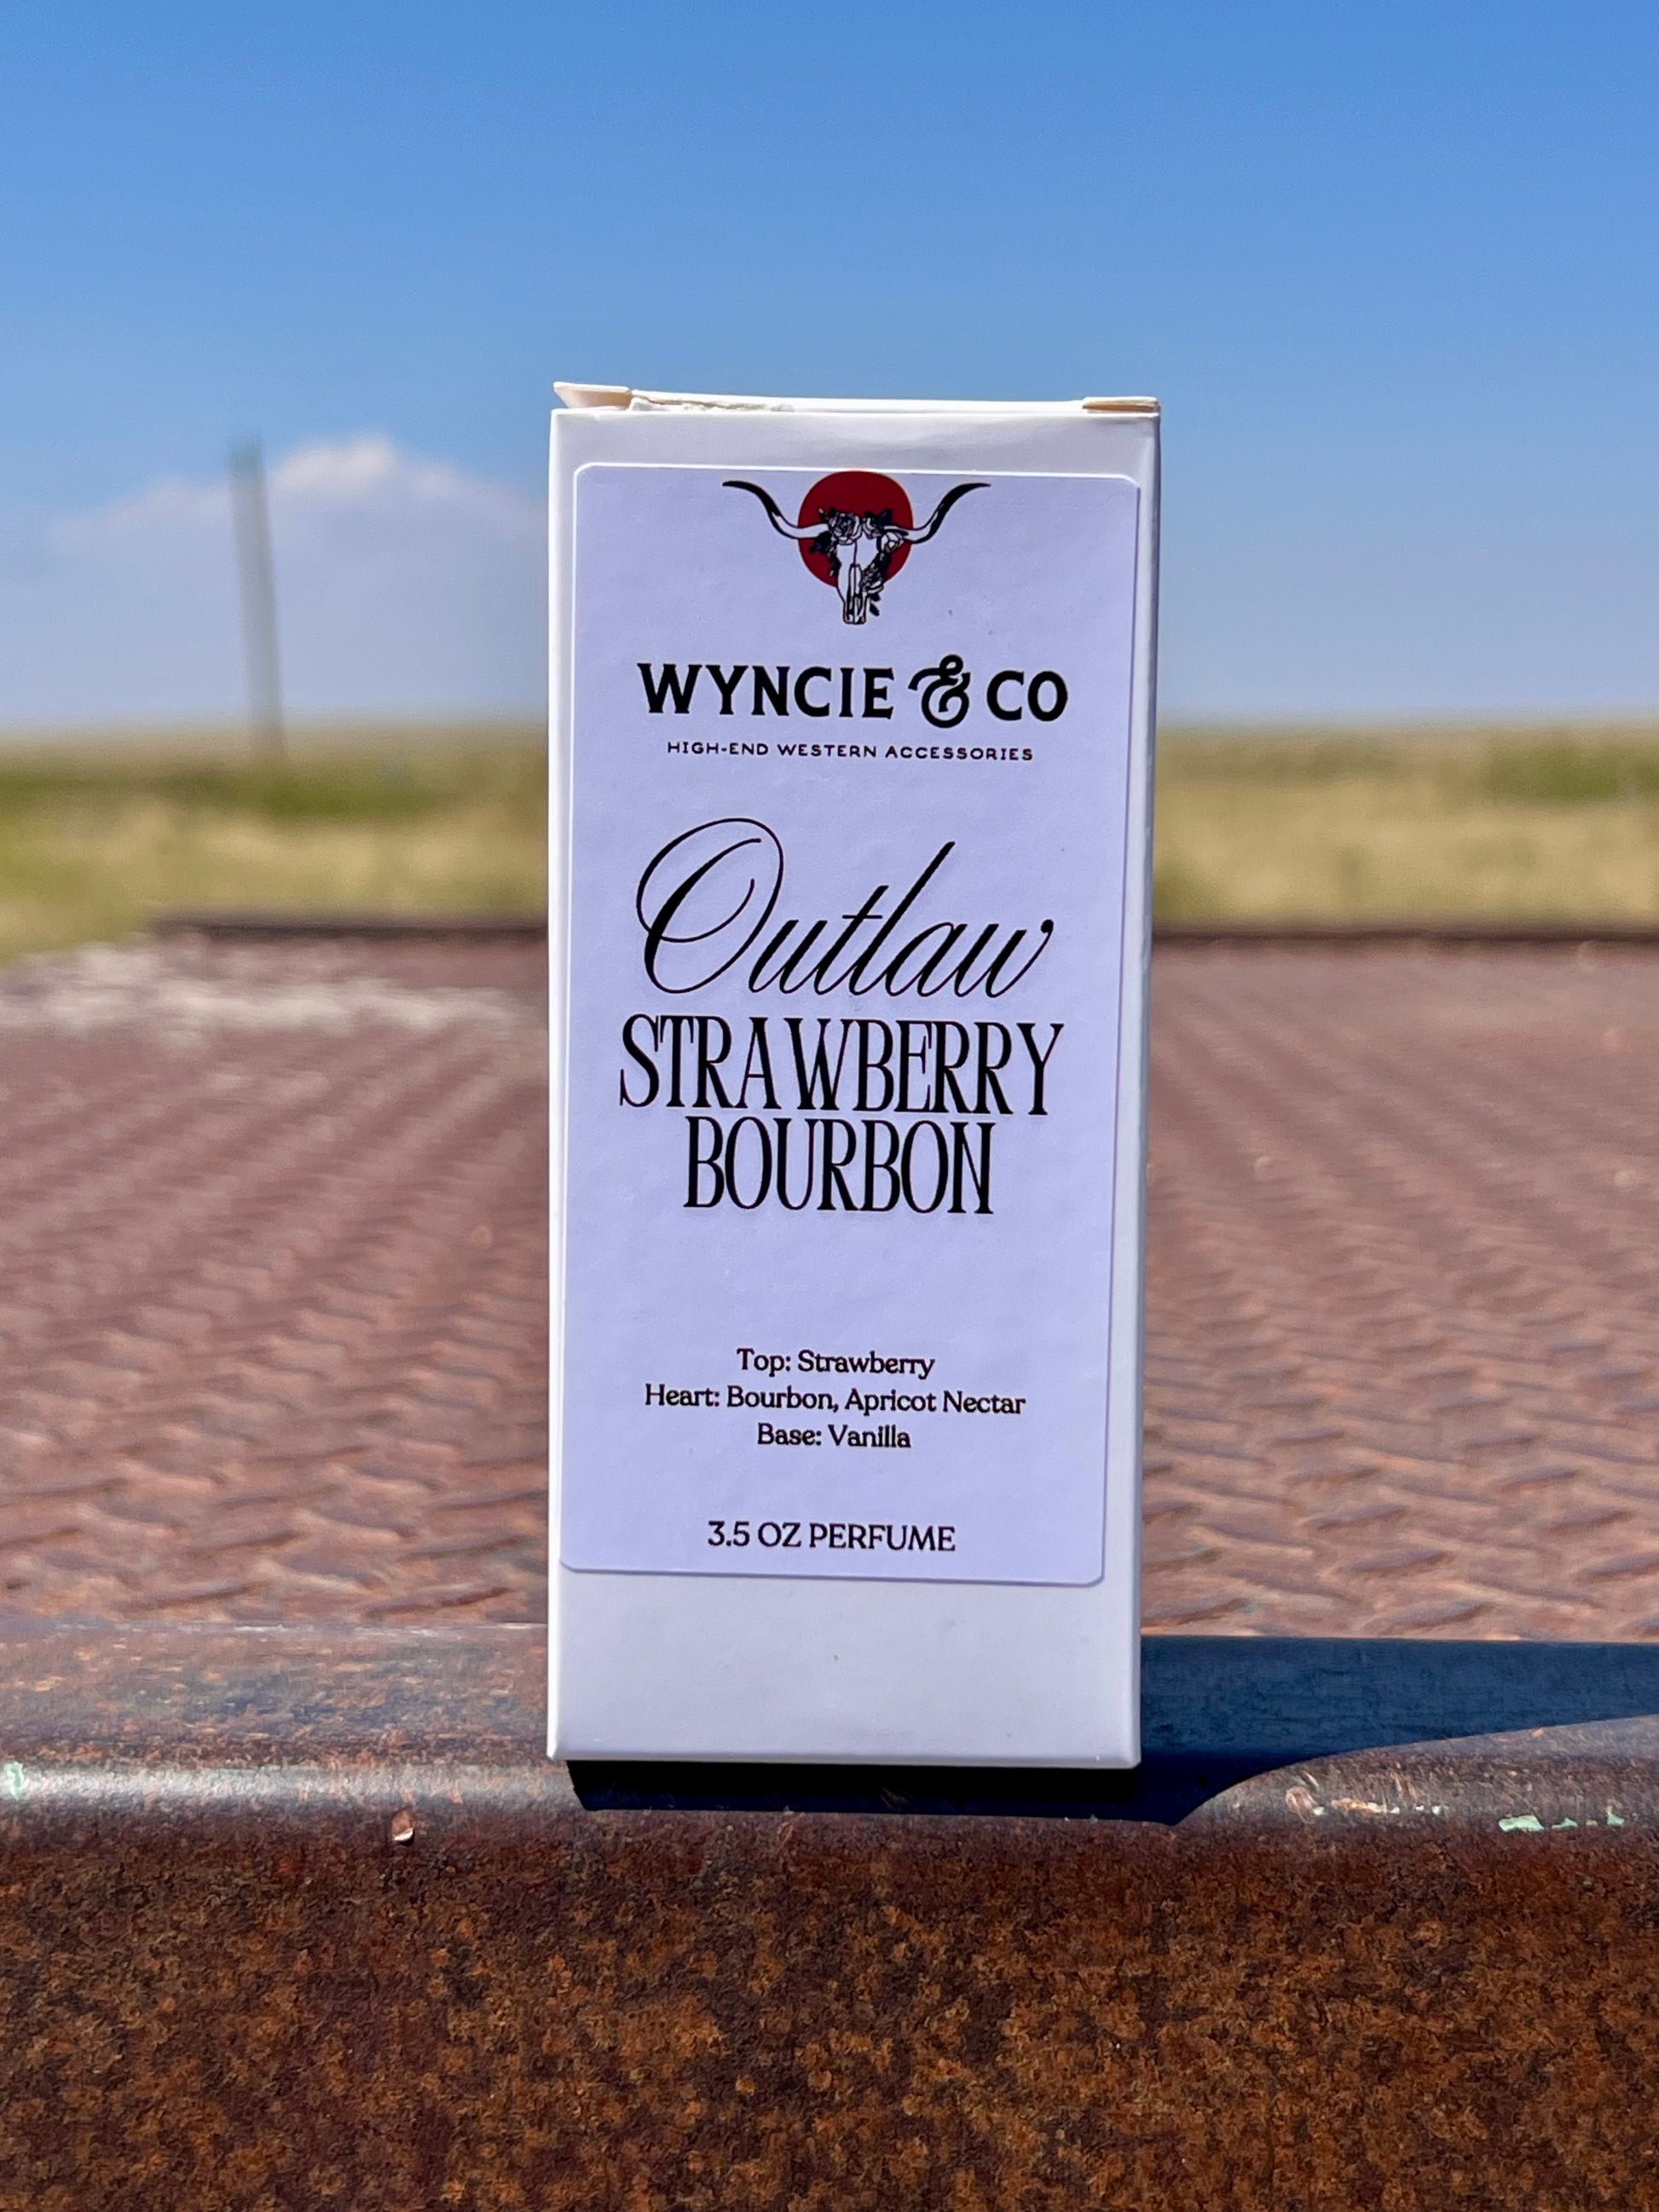 WYNCIE & CO
HIGH-END WESTERN ACCESSORIES
Outlaw
STRAWBERRY
BOURBON
Top: Strawberry
Heart: Bourbon, Apricot Nectar
Base: Vanilla
3.5 OZ PERFUME